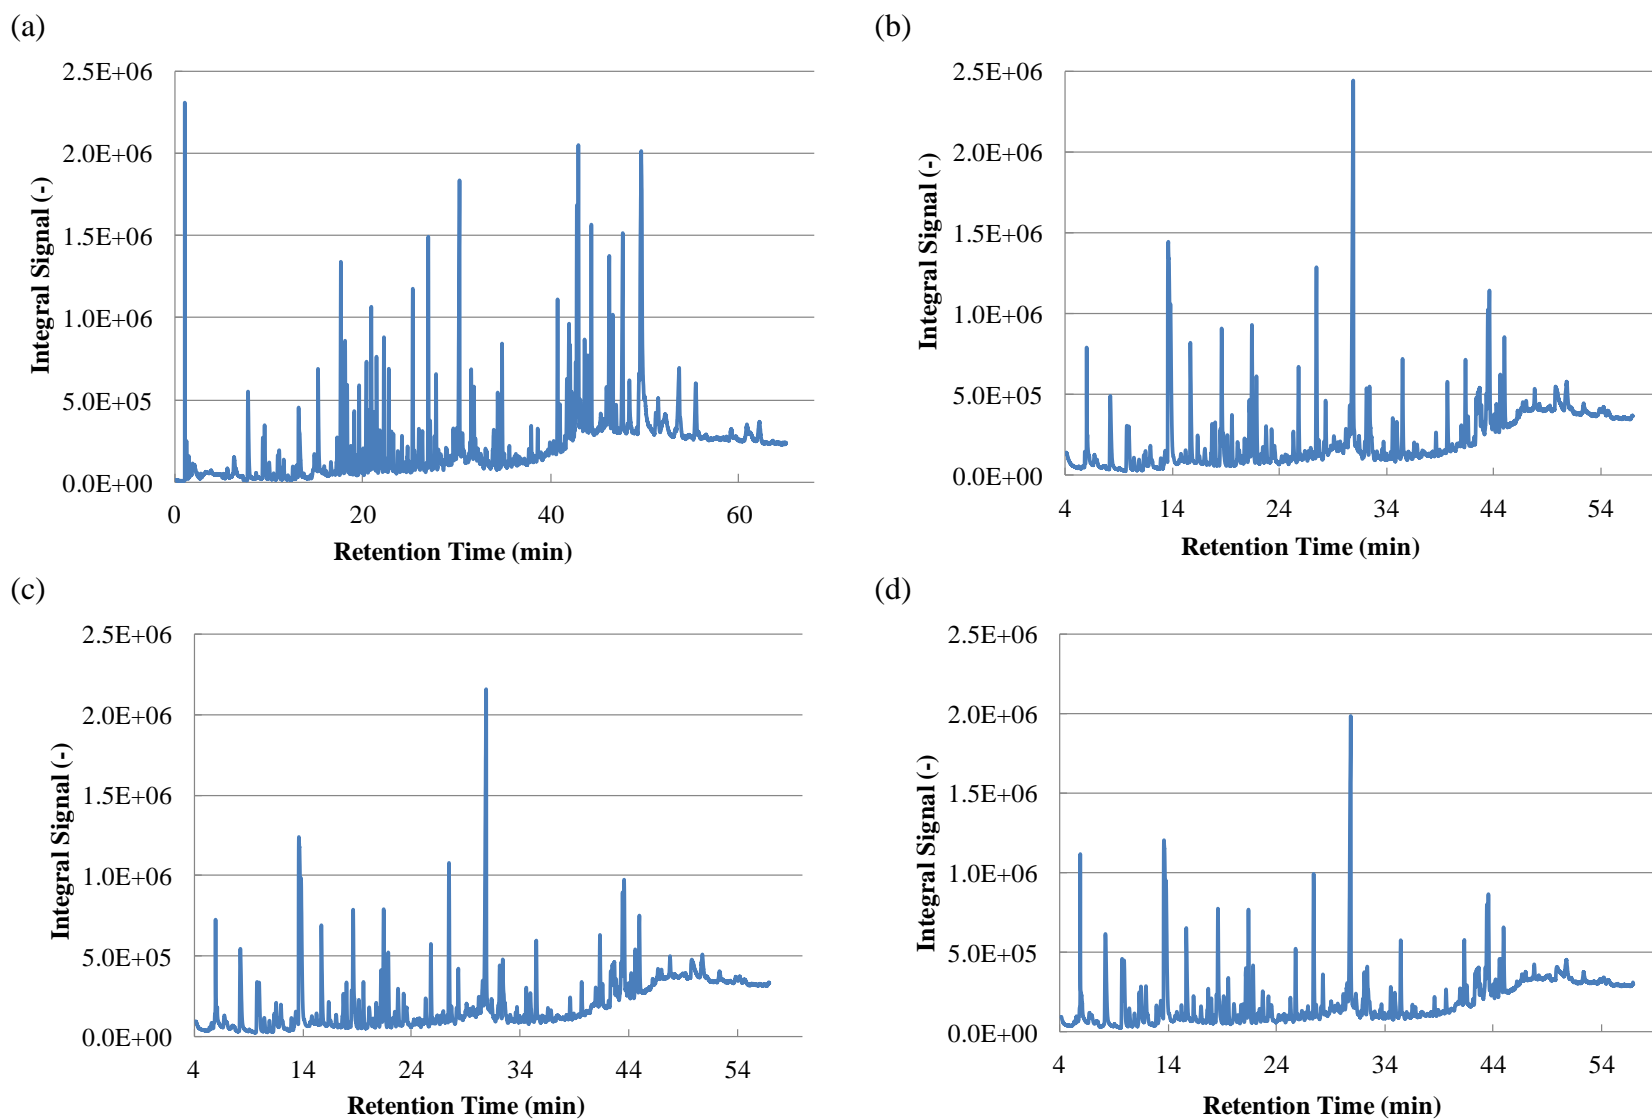 (a)
2.5E+06
2.0E+06
1.5E+06
1.0E+06
5.0E+05
0.0E+00
Integral Signal (-)
0 20 40 60
Retention Time (min)
(b)
2.5E+06
2.0E+06
1.5E+06
1.0E+06
5.0E+05
0.0E+00
Integral Signal (-)
4 14 24 34 44 54
Retention Time (min)
(c)
2.5E+06
2.0E+06
1.5E+06
1.0E+06
5.0E+05
0.0E+00
Integral Signal (-)
4 14 24 34 44 54
Retention Time (min)
(d)
2.5E+06
2.0E+06
1.5E+06
1.0E+06
5.0E+05
0.0E+00
Integral Signal (-)
4 14 24 34 44 54
Retention Time (min)